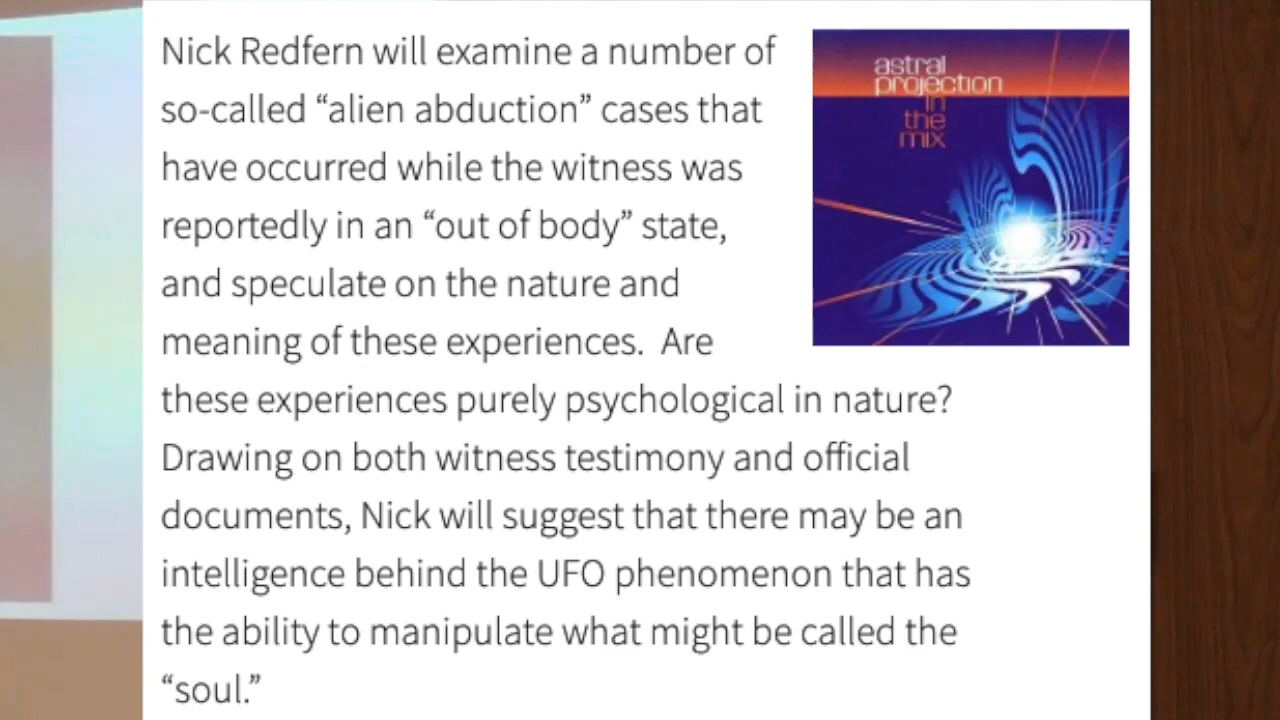 Nick Redfern will examine a number of
so-called “alien abduction” cases that
have occurred while the witness was
reportedly in an “out of body” state,
and speculate on the nature and
meaning of these experiences.  Are
these experiences purely psychological in nature?
Drawing on both witness testimony and official
documents, Nick will suggest that there may be an
intelligence behind the UFO phenomenon that has
the ability to manipulate what might be called the
“soul.”
astral
projection
in
the
mix